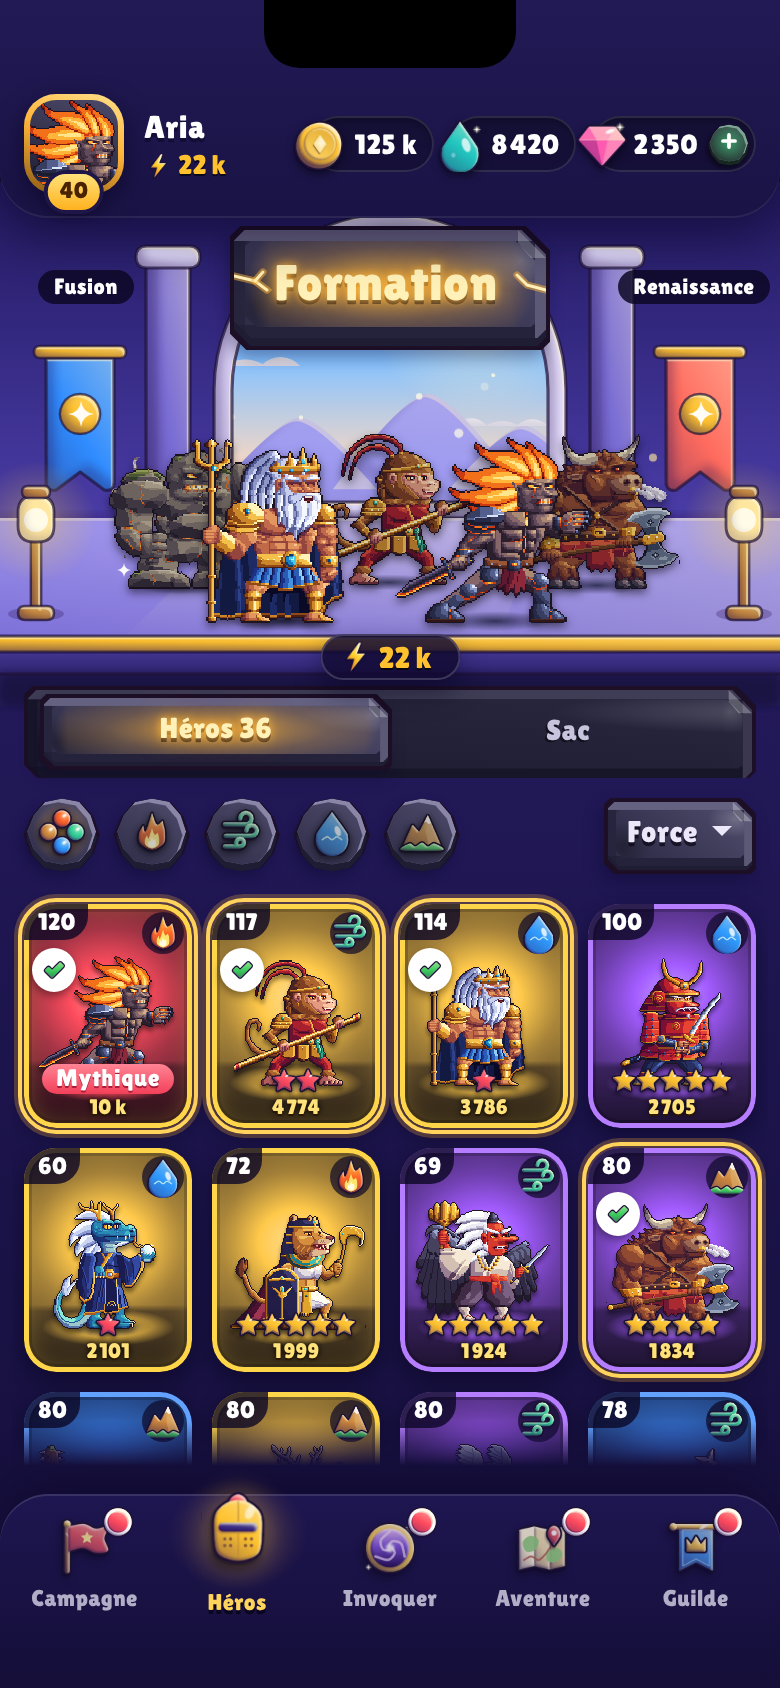 Aria
22 k
40
125 k
8420
2350
+
Formation
Fusion
Renaissance
22 k
Héros 36
Sac
Force
120
117
114
100
Mythique
10 k
4774
3786
2705
60
72
69
80
2101
1999
1924
1834
80
80
80
78
Campagne
Héros
Invoquer
Aventure
Guilde